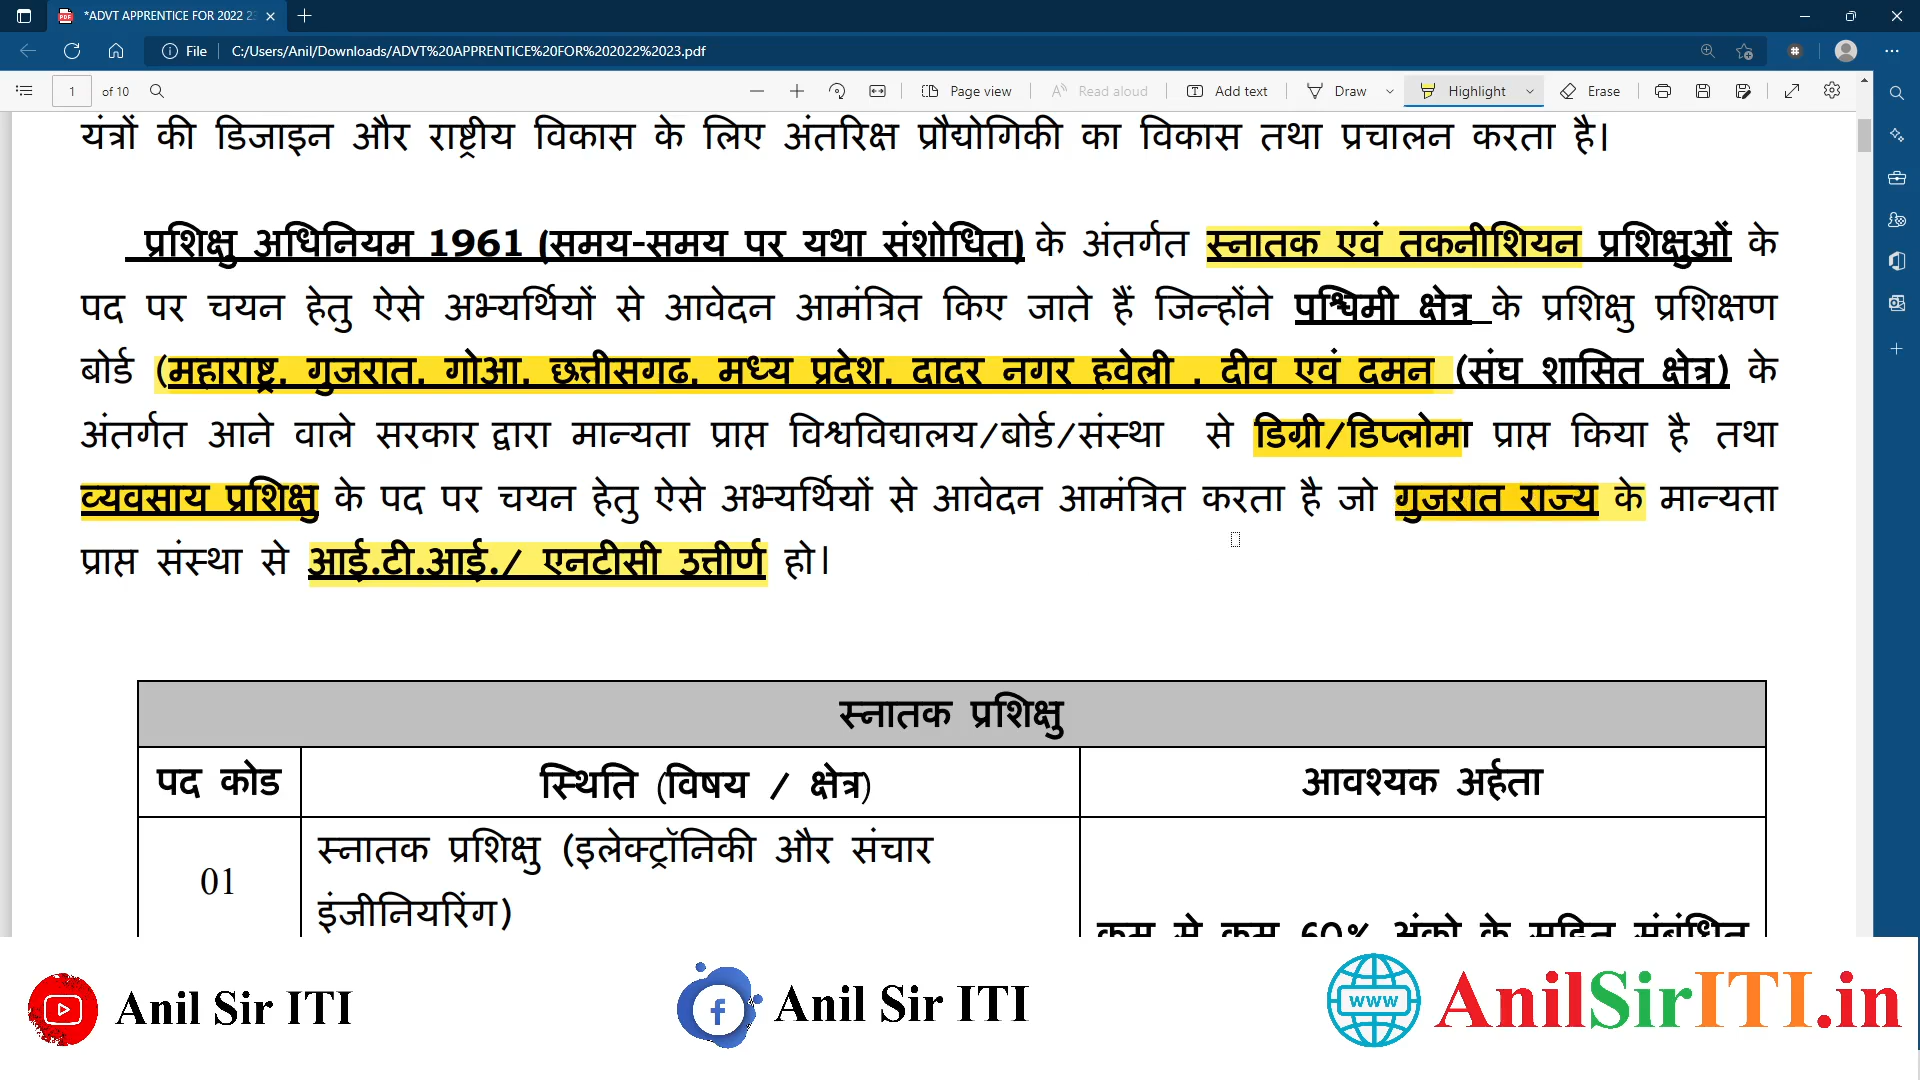 *ADVT APPRENTICE FOR 2022 23
File C:/Users/Anil/Downloads/ADVT%20APPRENTICE%20FOR%202022%2023.pdf
1 of 10 Page view Read aloud Add text Draw Highlight Erase
यंत्रों की डिजाइन और राष्ट्रीय विकास के लिए अंतरिक्ष प्रौद्योगिकी का विकास तथा प्रचालन करता है।
प्रशिक्षु अधिनियम 1961 (समय-समय पर यथा संशोधित) के अंतर्गत स्नातक एवं तकनीशियन प्रशिक्षुओं के
पद पर चयन हेतु ऐसे अभ्यर्थियों से आवेदन आमंत्रित किए जाते हैं जिन्होंने पश्चिमी क्षेत्र के प्रशिक्षु प्रशिक्षण
बोर्ड (महाराष्ट्र, गुजरात, गोआ, छत्तीसगढ, मध्य प्रदेश, दादर नगर हवेली , दीव एवं दमन (संघ शासित क्षेत्र) के
अंतर्गत आने वाले सरकार द्वारा मान्यता प्राप्त विश्वविद्यालय/बोर्ड/संस्था से डिग्री/डिप्लोमा प्राप्त किया है तथा
व्यवसाय प्रशिक्षु के पद पर चयन हेतु ऐसे अभ्यर्थियों से आवेदन आमंत्रित करता है जो गुजरात राज्य के मान्यता
प्राप्त संस्था से आई.टी.आई./ एनटीसी उत्तीर्ण हो।
स्नातक प्रशिक्षु
पद कोड स्थिति (विषय / क्षेत्र) आवश्यक अर्हता
स्नातक प्रशिक्षु (इलेक्ट्रॉनिकी और संचार
01
इंजीनियरिंग)
कम से कम 60% अंको के सहित संबंधित
Anil Sir ITI
Anil Sir ITI
www AnilSirITI.in